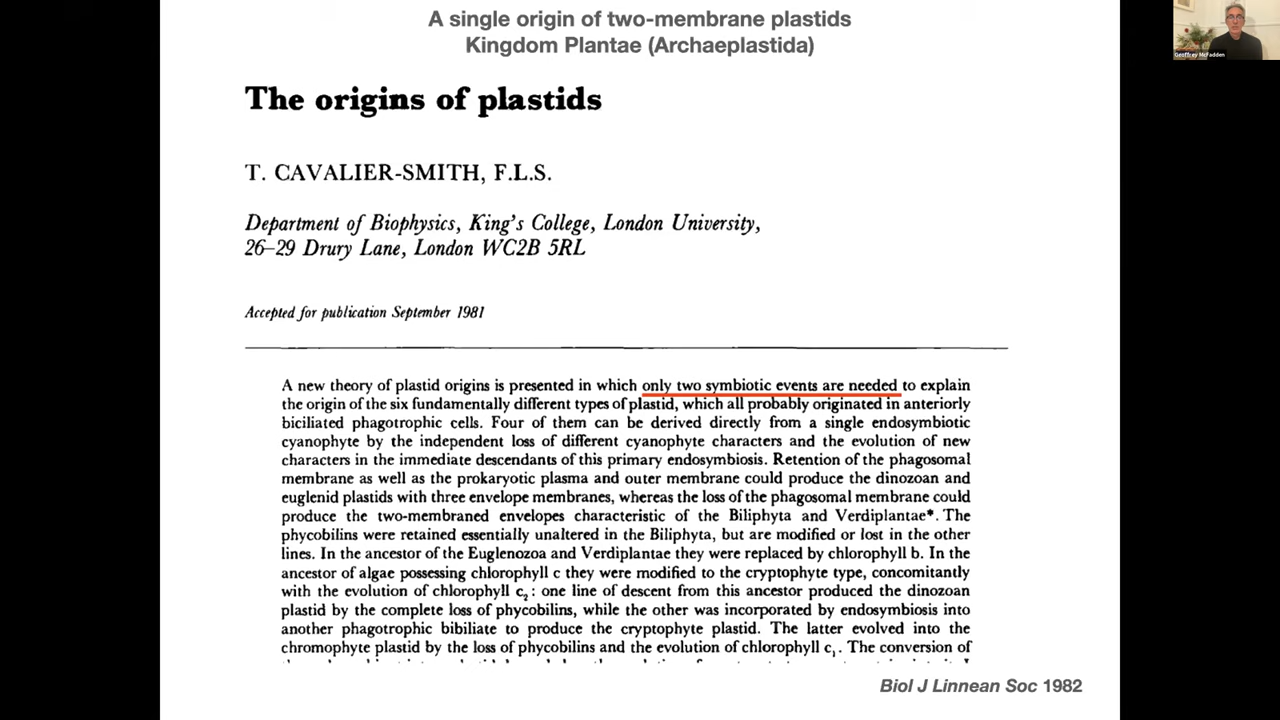 A single origin of two-membrane plastids
Kingdom Plantae (Archaeplastida)
Geoffrey McFadden
The origins of plastids
T. CAVALIER-SMITH, F.L.S.
Department of Biophysics, King's College, London University,
26–29 Drury Lane, London WC2B 5RL
Accepted for publication September 1981
A new theory of plastid origins is presented in which only two symbiotic events are needed to explain
the origin of the six fundamentally different types of plastid, which all probably originated in anteriorly
biciliated phagotrophic cells. Four of them can be derived directly from a single endosymbiotic
cyanophyte by the independent loss of different cyanophyte characters and the evolution of new
characters in the immediate descendants of this primary endosymbiosis. Retention of the phagosomal
membrane as well as the prokaryotic plasma and outer membrane could produce the dinozoan and
euglenid plastids with three envelope membranes, whereas the loss of the phagosomal membrane could
produce the two-membraned envelopes characteristic of the Biliphyta and Verdiplantae*. The
phycobilins were retained essentially unaltered in the Biliphyta, but are modified or lost in the other
lines. In the ancestor of the Euglenozoa and Verdiplantae they were replaced by chlorophyll b. In the
ancestor of algae possessing chlorophyll c they were modified to the cryptophyte type, concomitantly
with the evolution of chlorophyll c₂: one line of descent from this ancestor produced the dinozoan
plastid by the complete loss of phycobilins, while the other was incorporated by endosymbiosis into
another phagotrophic bibiliate to produce the cryptophyte plastid. The latter evolved into the
chromophyte plastid by the loss of phycobilins and the evolution of chlorophyll c₁. The conversion of
Biol J Linnean Soc 1982